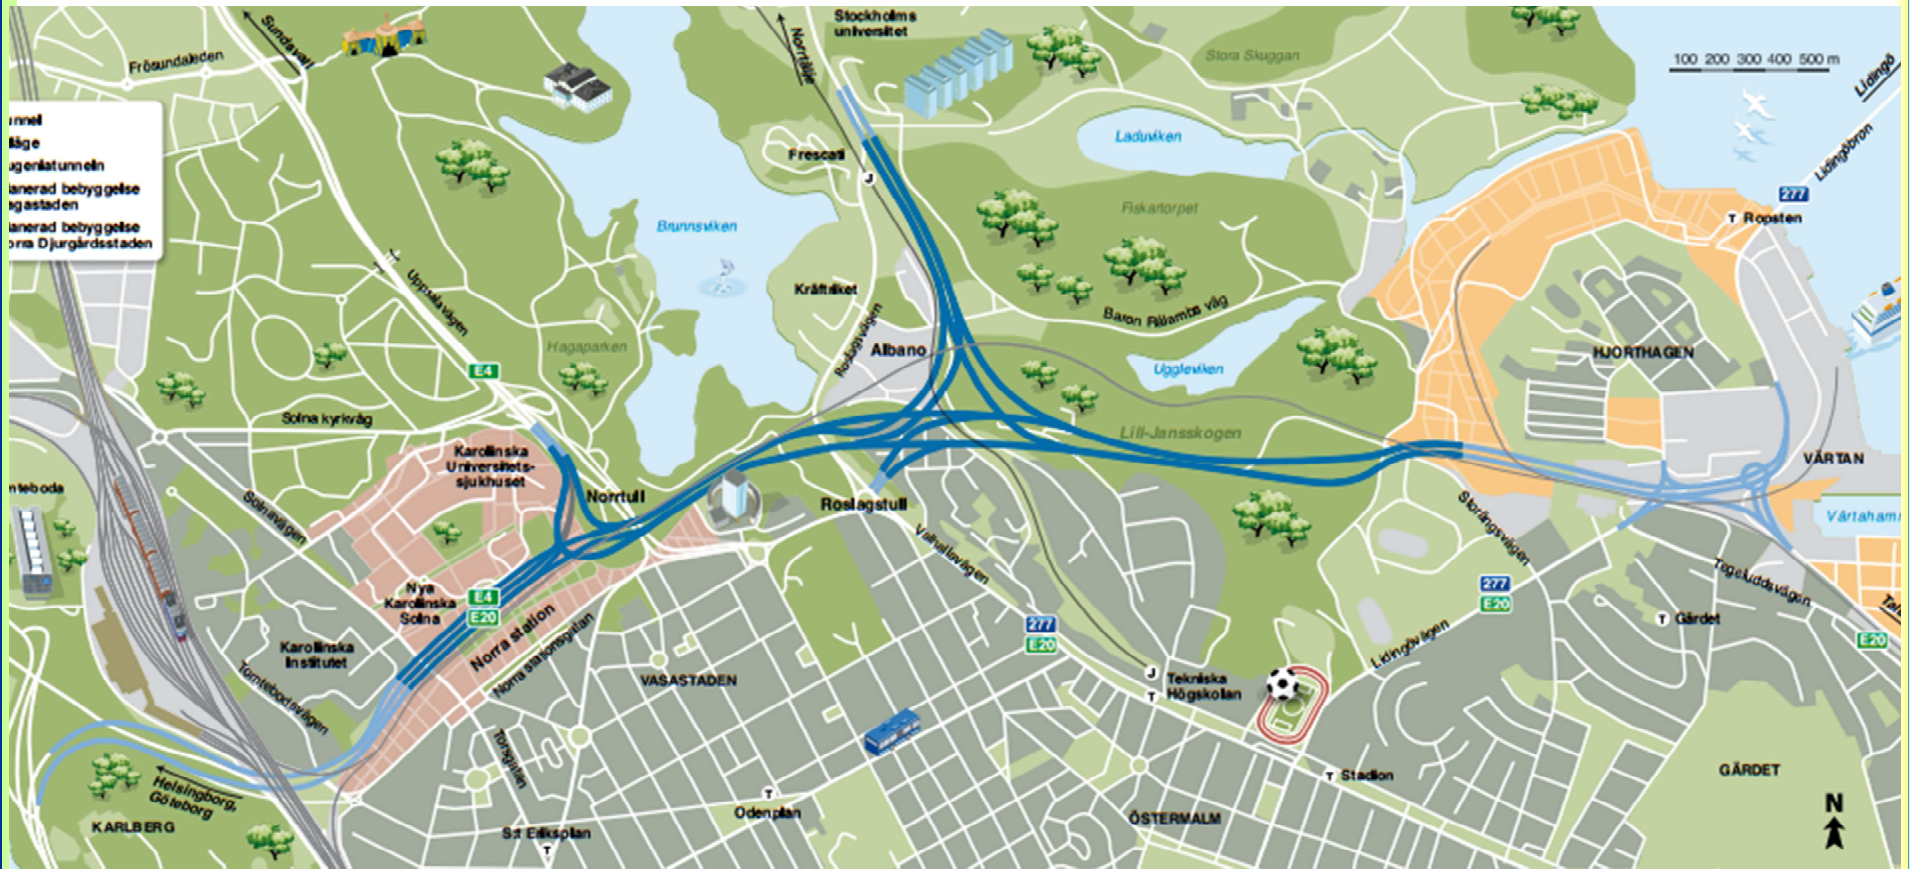 Stockholms
universitet
Sundsvall
Frösundaleden
Norrtälje
Stora Skuggan
100 200 300 400 500 m
Lidingö
Laduviken
Lidingöbron
Frescati
J
277
T Ropsten
Fiskartorpet
Brunnsviken
Uppsalavägen
Kräftriket
Baron Rålambs väg
Roslagsvägen
Hagaparken
Albano
HJORTHAGEN
Uggleviken
E4
Solna kyrkväg
Lill-Jansskogen
Karolinska
Universitets-
sjukhuset
VÄRTAN
Norrtull
Roslagstull
Solnavägen
Storängsvägen
Valhallavägen
Tegeluddsvägen
Nya
Karolinska
Solna
E4
E20
277
E20
Norra station
T Gärdet
277
E20
E20
Norra stationsgatan
Lidingövägen
Karolinska
Institutet
J
T
Tekniska
Högskolan
VASASTADEN
Tomtebodavägen
Torsgatan
T Stadion
GÄRDET
Helsingborg,
Göteborg
T
Odenplan
N
KARLBERG
S:t Eriksplan
T
ÖSTERMALM